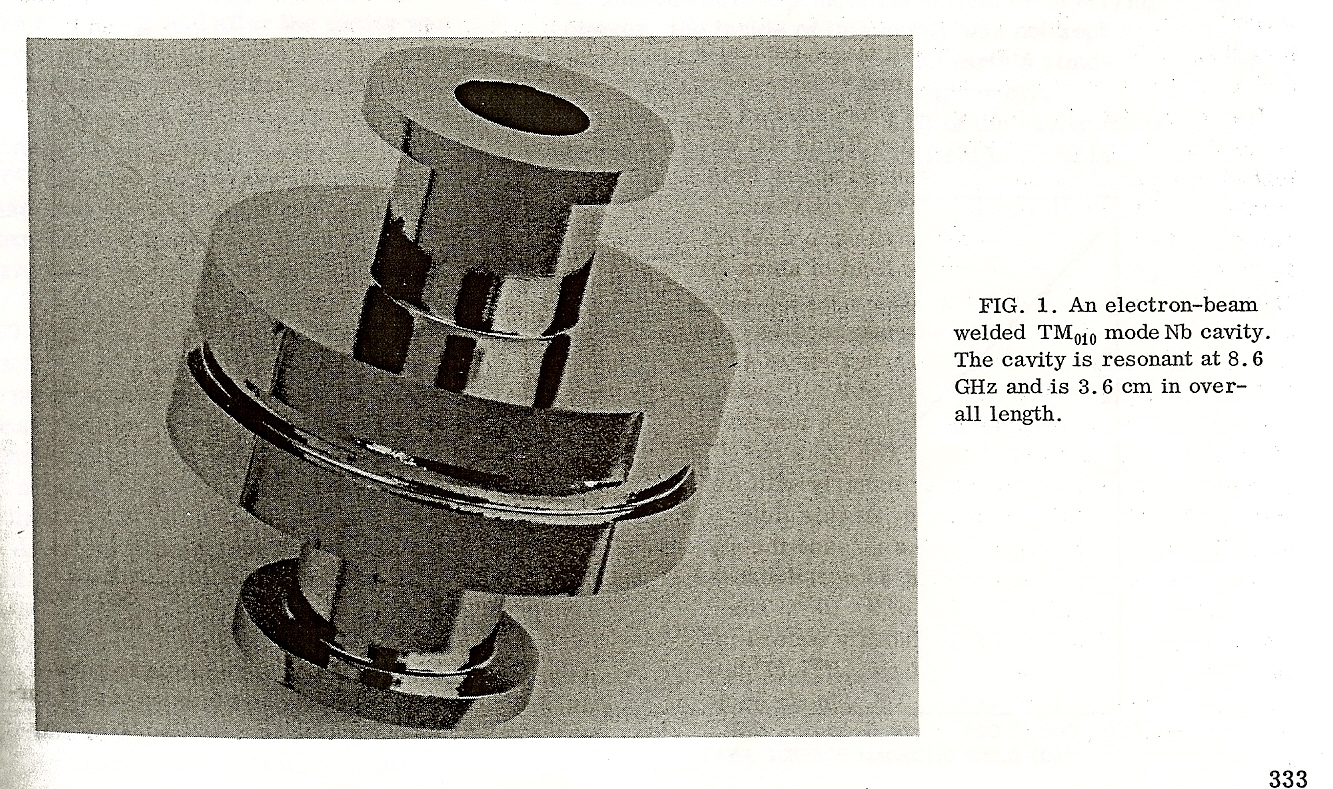 FIG. 1. An electron-beam
welded TM₀₁₀ mode Nb cavity.
The cavity is resonant at 8.6
GHz and is 3.6 cm in over-
all length.
333